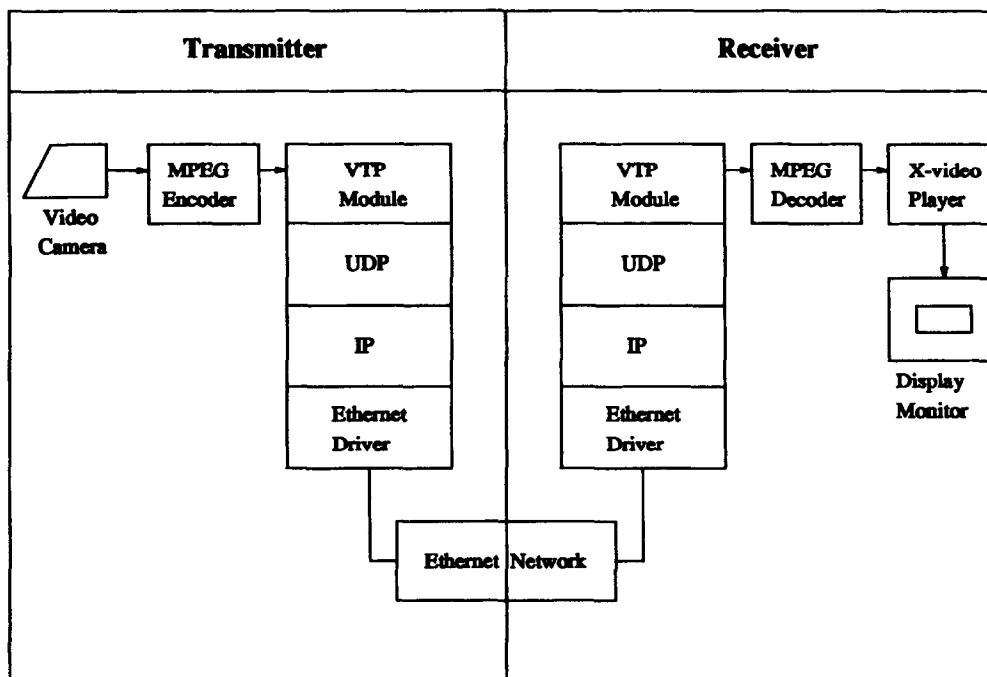 Transmitter
Receiver
Video
Camera
MPEG
Encoder
VTP
Module
UDP
IP
Ethernet
Driver
Ethernet Network
VTP
Module
UDP
IP
Ethernet
Driver
MPEG
Decoder
X-video
Player
Display
Monitor